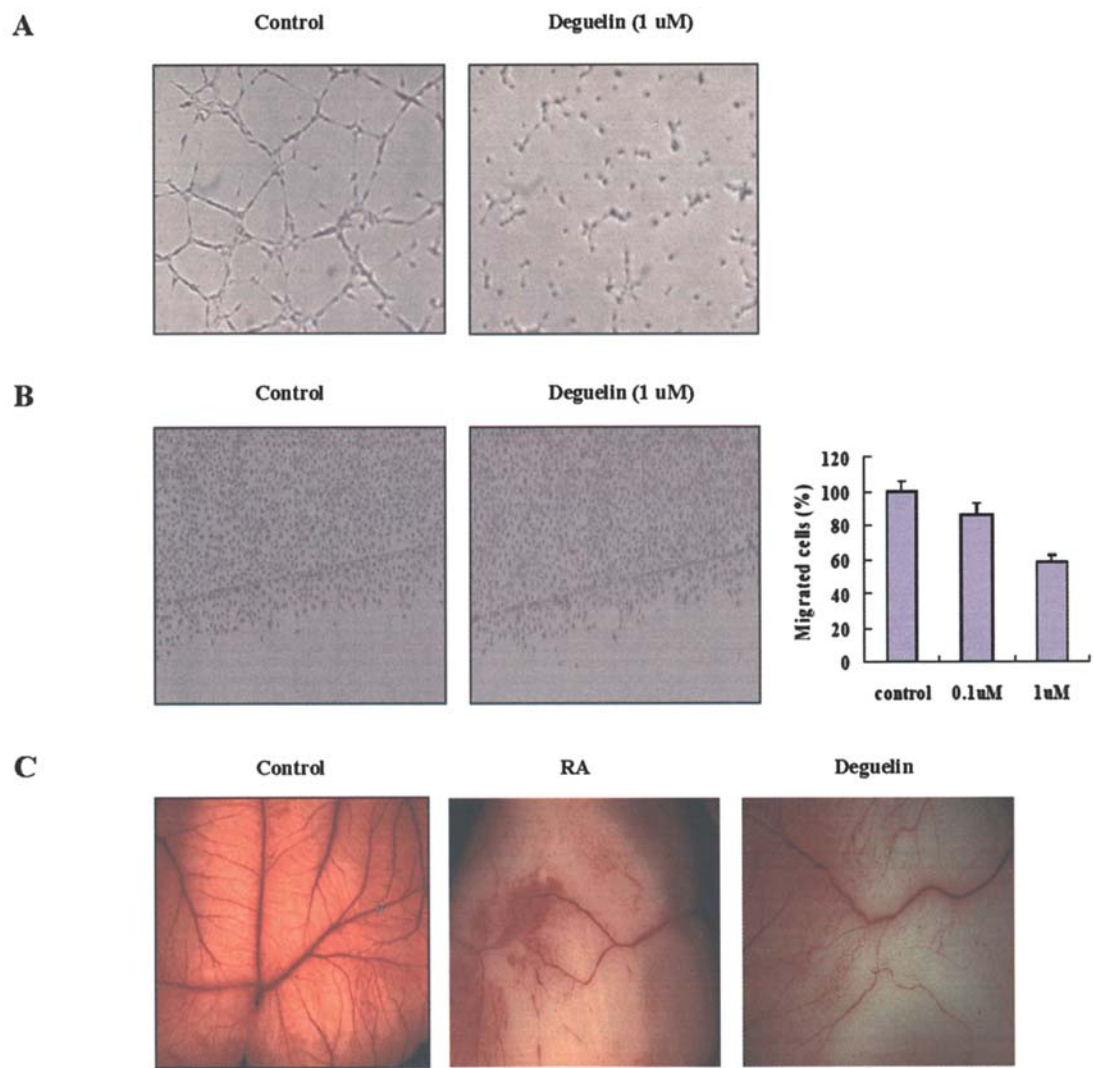 A
Control
Deguelin (1 uM)
B
Control
Deguelin (1 uM)
Migrated cells (%)
120
100
80
60
40
20
0
control
0.1uM
1uM
C
Control
RA
Deguelin